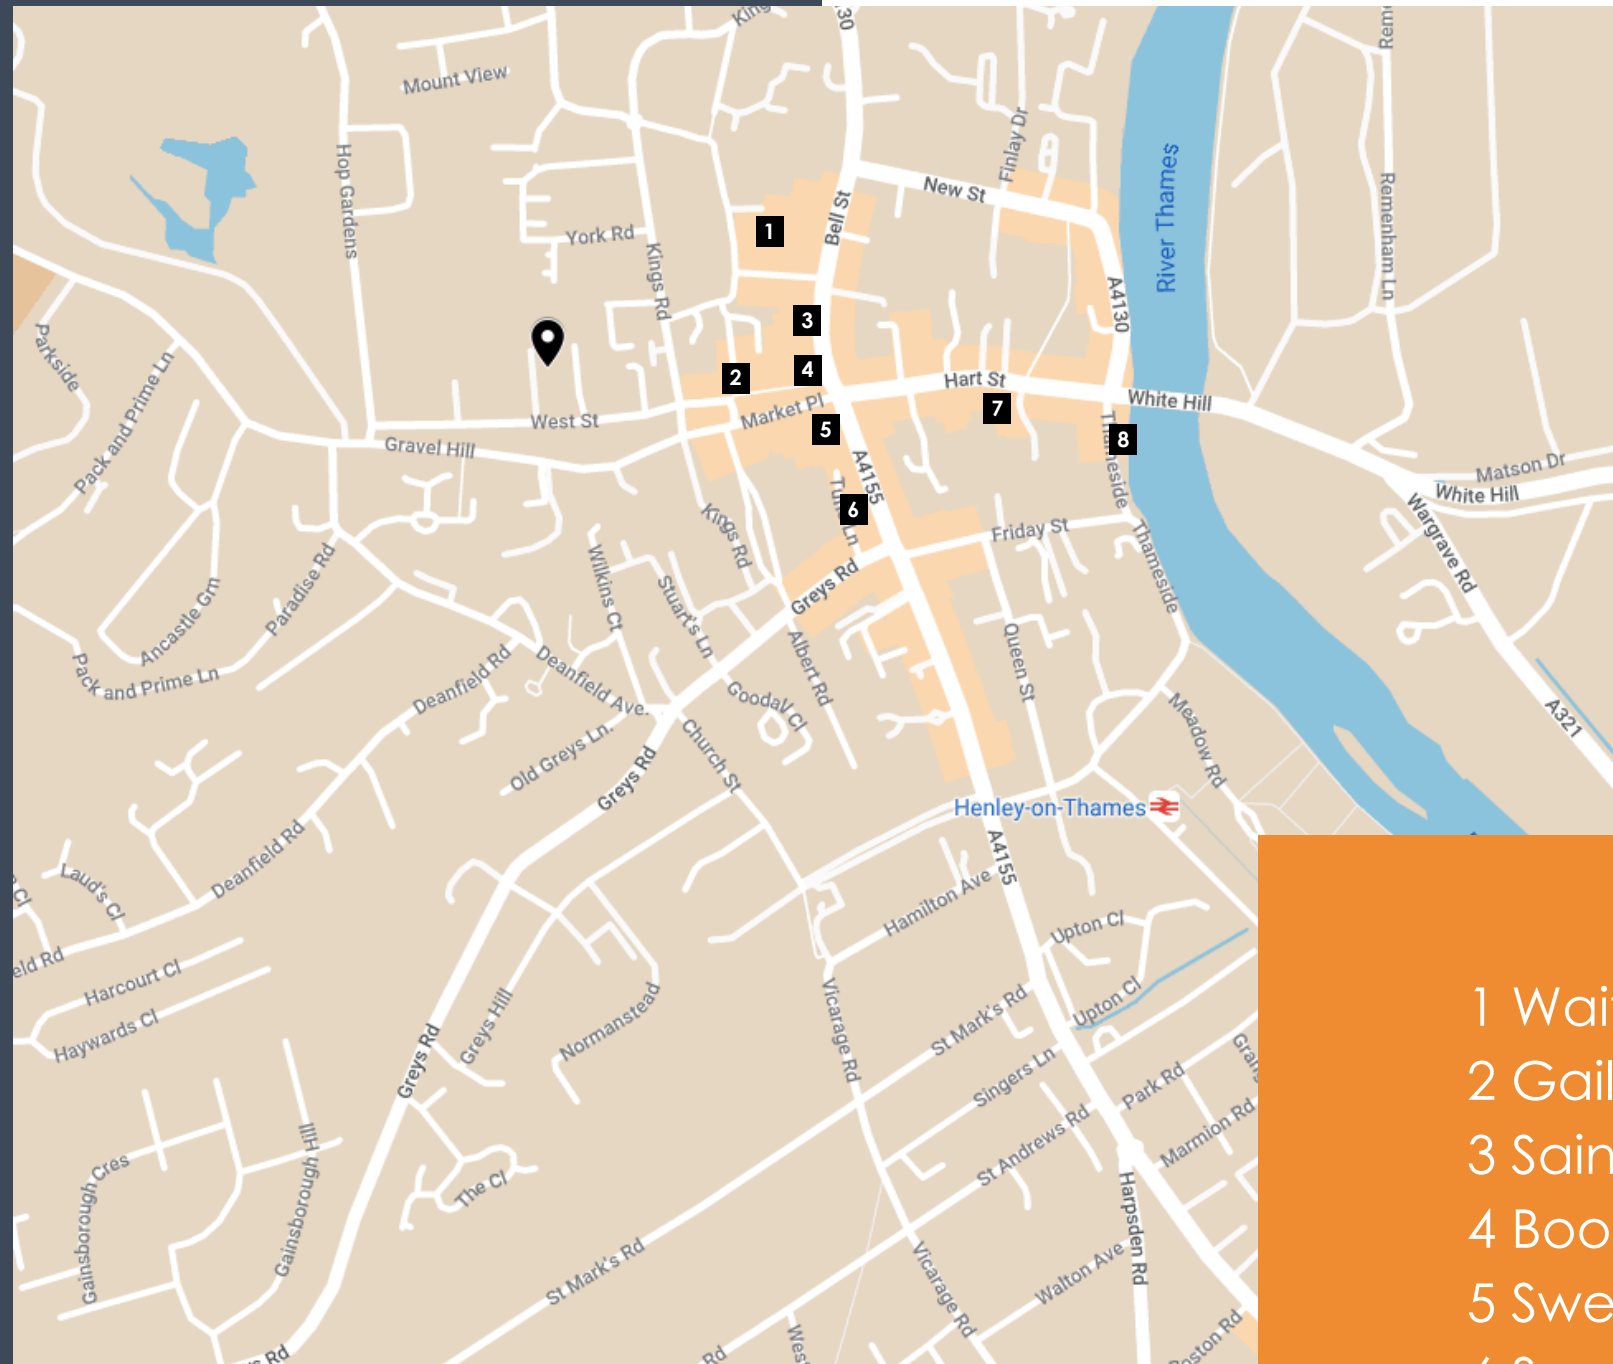 Mount View
Hop Gardens
York Rd
Kings Rd
Bell St
New St
Finlay Dr
River Thames
Remenham Ln
A4130
1
3
4
2
5
6
7
8
Parkside
Pack and Prime Ln
West St
Gravel Hill
Market Pl
Hart St
White Hill
Matson Dr
White Hill
A4155
Thameside
Friday St
Thameside
Wargrave Rd
Kings Rd
Greys Rd
Wilkins Ct
Stuart's Ln
Paradise Rd
Ancastle Grn
Pack and Prime Ln
Deanfield Rd
Deanfield Ave.
Albert Rd
Queen St
Goodall Cl
Meadow Rd
A321
Old Greys Ln.
Church St
Greys Rd
Henley-on-Thames
A4155
Deanfield Rd
Laud's Cl
Hamilton Ave
Upton Cl
Upton Cl
Harcourt Cl
Haywards Cl
Greys Rd
Greys Hill
Normanstead
Vicarage Rd
St Mark's Rd
Singers Ln
Park Rd
St Andrews Rd
Marmion Rd
Gainsborough Cres
Gainsborough Hill
The Cl
Harpsden Rd
St Mark's Rd
Vicarage Rd
Walton Ave
1
2
3
4
5